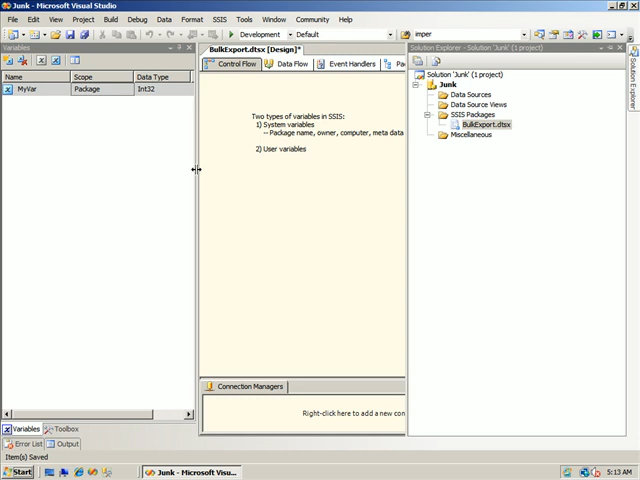 Junk - Microsoft Visual Studio
File Edit View Project Build Debug Data Format SSIS Tools Window Community Help
Development Default imper
Variables
Name Scope Data Type
MyVar Package Int32
BulkExport.dtsx [Design]*
Control Flow Data Flow Event Handlers Pac
Two types of variables in SSIS:
1) System variables
-- Package name, owner, computer, meta data
2) User variables
Connection Managers
Right-click here to add a new con
Solution Explorer - Solution 'Junk' (1 project)
Solution 'Junk' (1 project)
Junk
Data Sources
Data Source Views
SSIS Packages
BulkExport.dtsx
Miscellaneous
Solution Explorer
Variables Toolbox
Error List Output
Item(s) Saved
Start Junk - Microsoft Visu... 5:13 AM